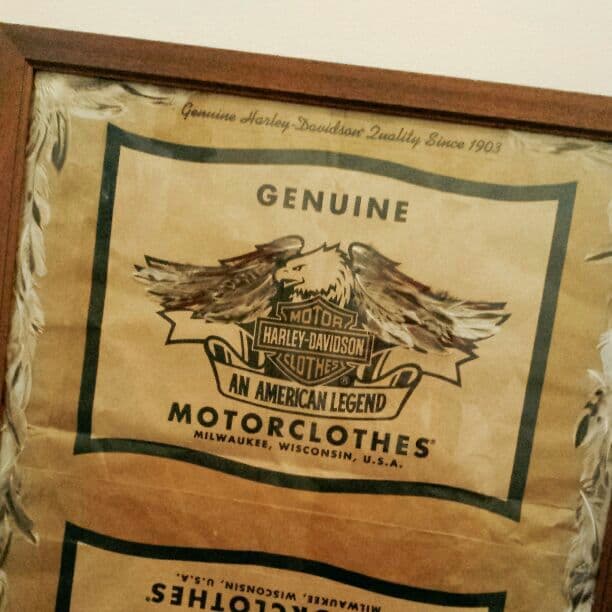 Genuine Harley-Davidson Quality Since 1903
GENUINE
MOTOR
HARLEY-DAVIDSON
CLOTHES
®
AN AMERICAN LEGEND
MOTORCLOTHES®
MILWAUKEE, WISCONSIN, U.S.A.
MILWAUKEE, WISCONSIN, U.S.A.
RCLOTHES®